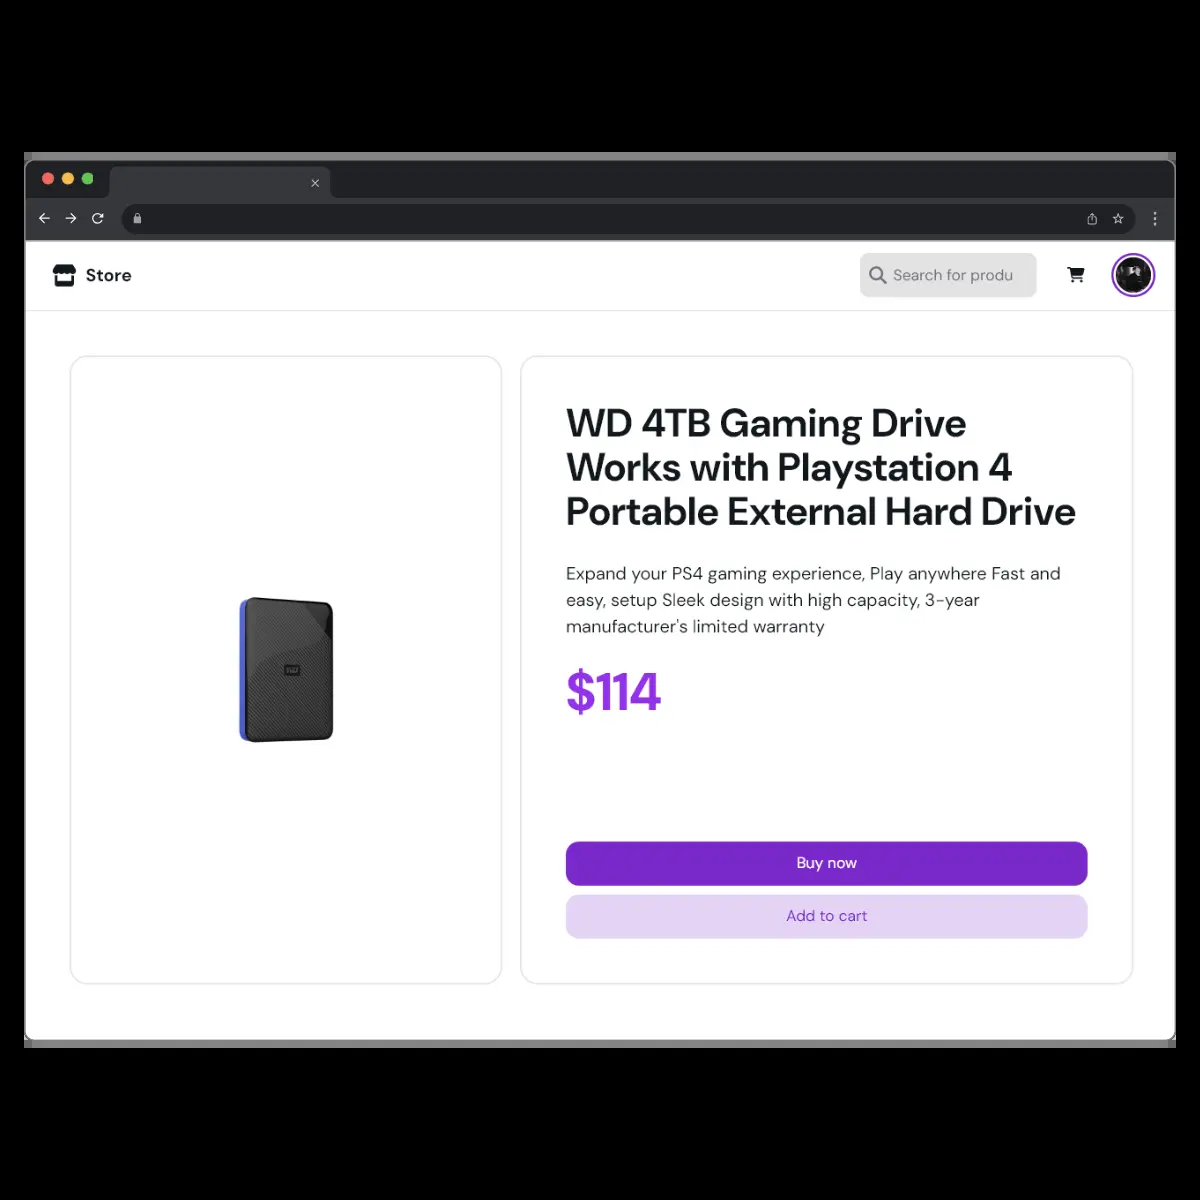 Store
Search for produ
WD 4TB Gaming Drive
Works with Playstation 4
Portable External Hard Drive
Expand your PS4 gaming experience, Play anywhere Fast and
easy, setup Sleek design with high capacity, 3-year
manufacturer's limited warranty
$114
WD
Buy now
Add to cart